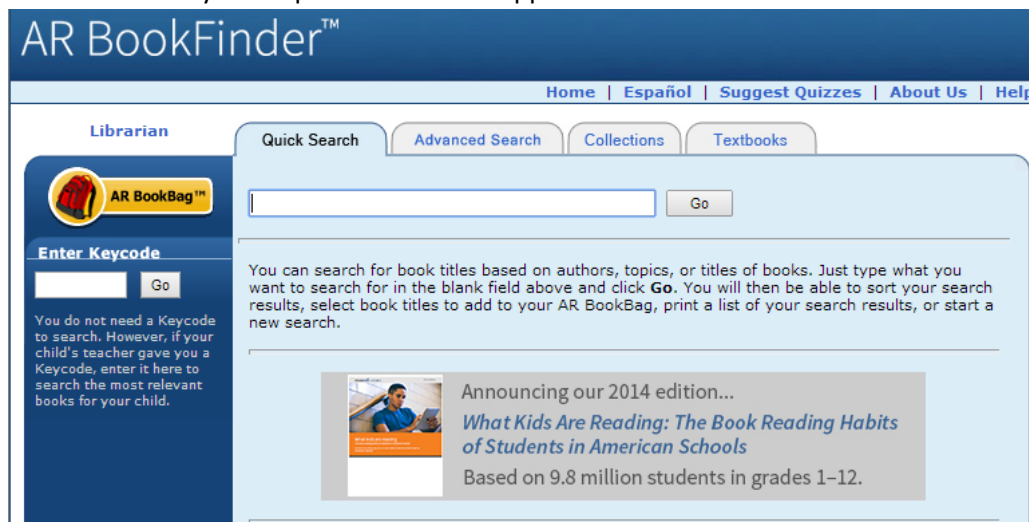 AR BookFinder™
Home | Español | Suggest Quizzes | About Us | Help
Librarian
Quick Search
Advanced Search
Collections
Textbooks
AR BookBag™
Go
Enter Keycode
Go
You do not need a Keycode
to search. However, if your
child's teacher gave you a
Keycode, enter it here to
search the most relevant
books for your child.
You can search for book titles based on authors, topics, or titles of books. Just type what you
want to search for in the blank field above and click Go. You will then be able to sort your search
results, select book titles to add to your AR BookBag, print a list of your search results, or start a
new search.
Announcing our 2014 edition...
What Kids Are Reading: The Book Reading Habits
of Students in American Schools
Based on 9.8 million students in grades 1–12.